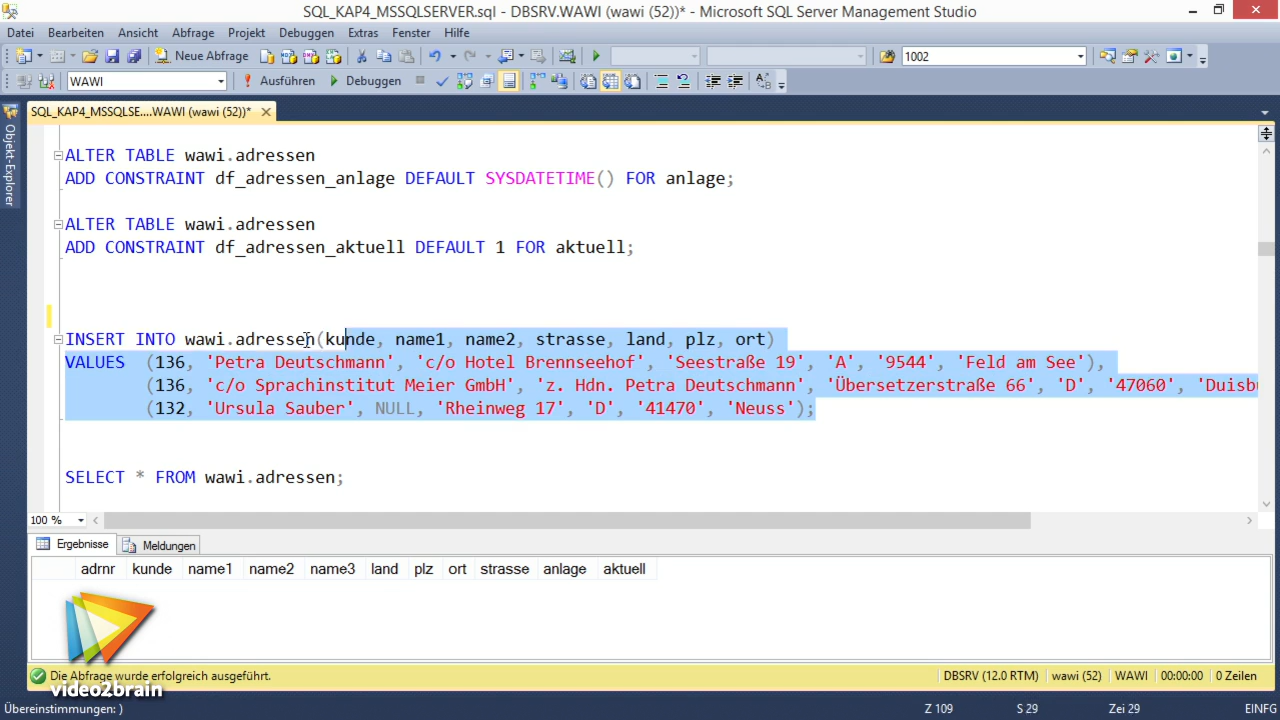 SQL_KAP4_MSSQLSERVER.sql - DBSRV.WAWI (wawi (52))* - Microsoft SQL Server Management Studio
Datei Bearbeiten Ansicht Abfrage Projekt Debuggen Extras Fenster Hilfe
Neue Abfrage 1002
WAWI Ausführen Debuggen
SQL_KAP4_MSSQLSE....WAWI (wawi (52))*
Objekt-Explorer
ALTER TABLE wawi.adressen
ADD CONSTRAINT df_adressen_anlage DEFAULT SYSDATETIME() FOR anlage;
ALTER TABLE wawi.adressen
ADD CONSTRAINT df_adressen_aktuell DEFAULT 1 FOR aktuell;
INSERT INTO wawi.adressen(kunde, name1, name2, strasse, land, plz, ort)
VALUES (136, 'Petra Deutschmann', 'c/o Hotel Brennseehof', 'Seestraße 19', 'A', '9544', 'Feld am See'),
(136, 'c/o Sprachinstitut Meier GmbH', 'z. Hdn. Petra Deutschmann', 'Übersetzerstraße 66', 'D', '47060', 'Duisbu
(132, 'Ursula Sauber', NULL, 'Rheinweg 17', 'D', '41470', 'Neuss');
SELECT * FROM wawi.adressen;
100 %
Ergebnisse Meldungen
adrnr kunde name1 name2 name3 land plz ort strasse anlage aktuell
Die Abfrage wurde erfolgreich ausgeführt. DBSRV (12.0 RTM) wawi (52) WAWI 00:00:00 0 Zeilen
video2brain
Übereinstimmungen: ) Z 109 S 29 Zei 29 EINFG